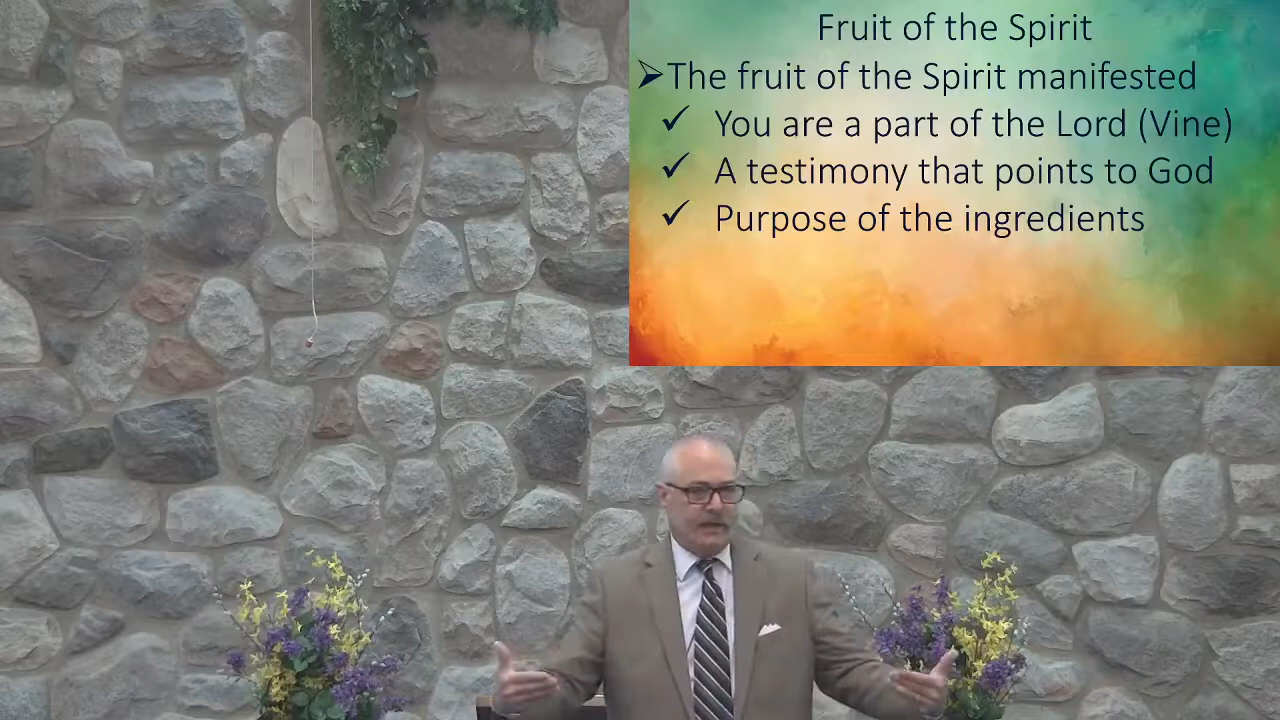 Fruit of the Spirit
➢The fruit of the Spirit manifested
✓ You are a part of the Lord (Vine)
✓ A testimony that points to God
✓ Purpose of the ingredients